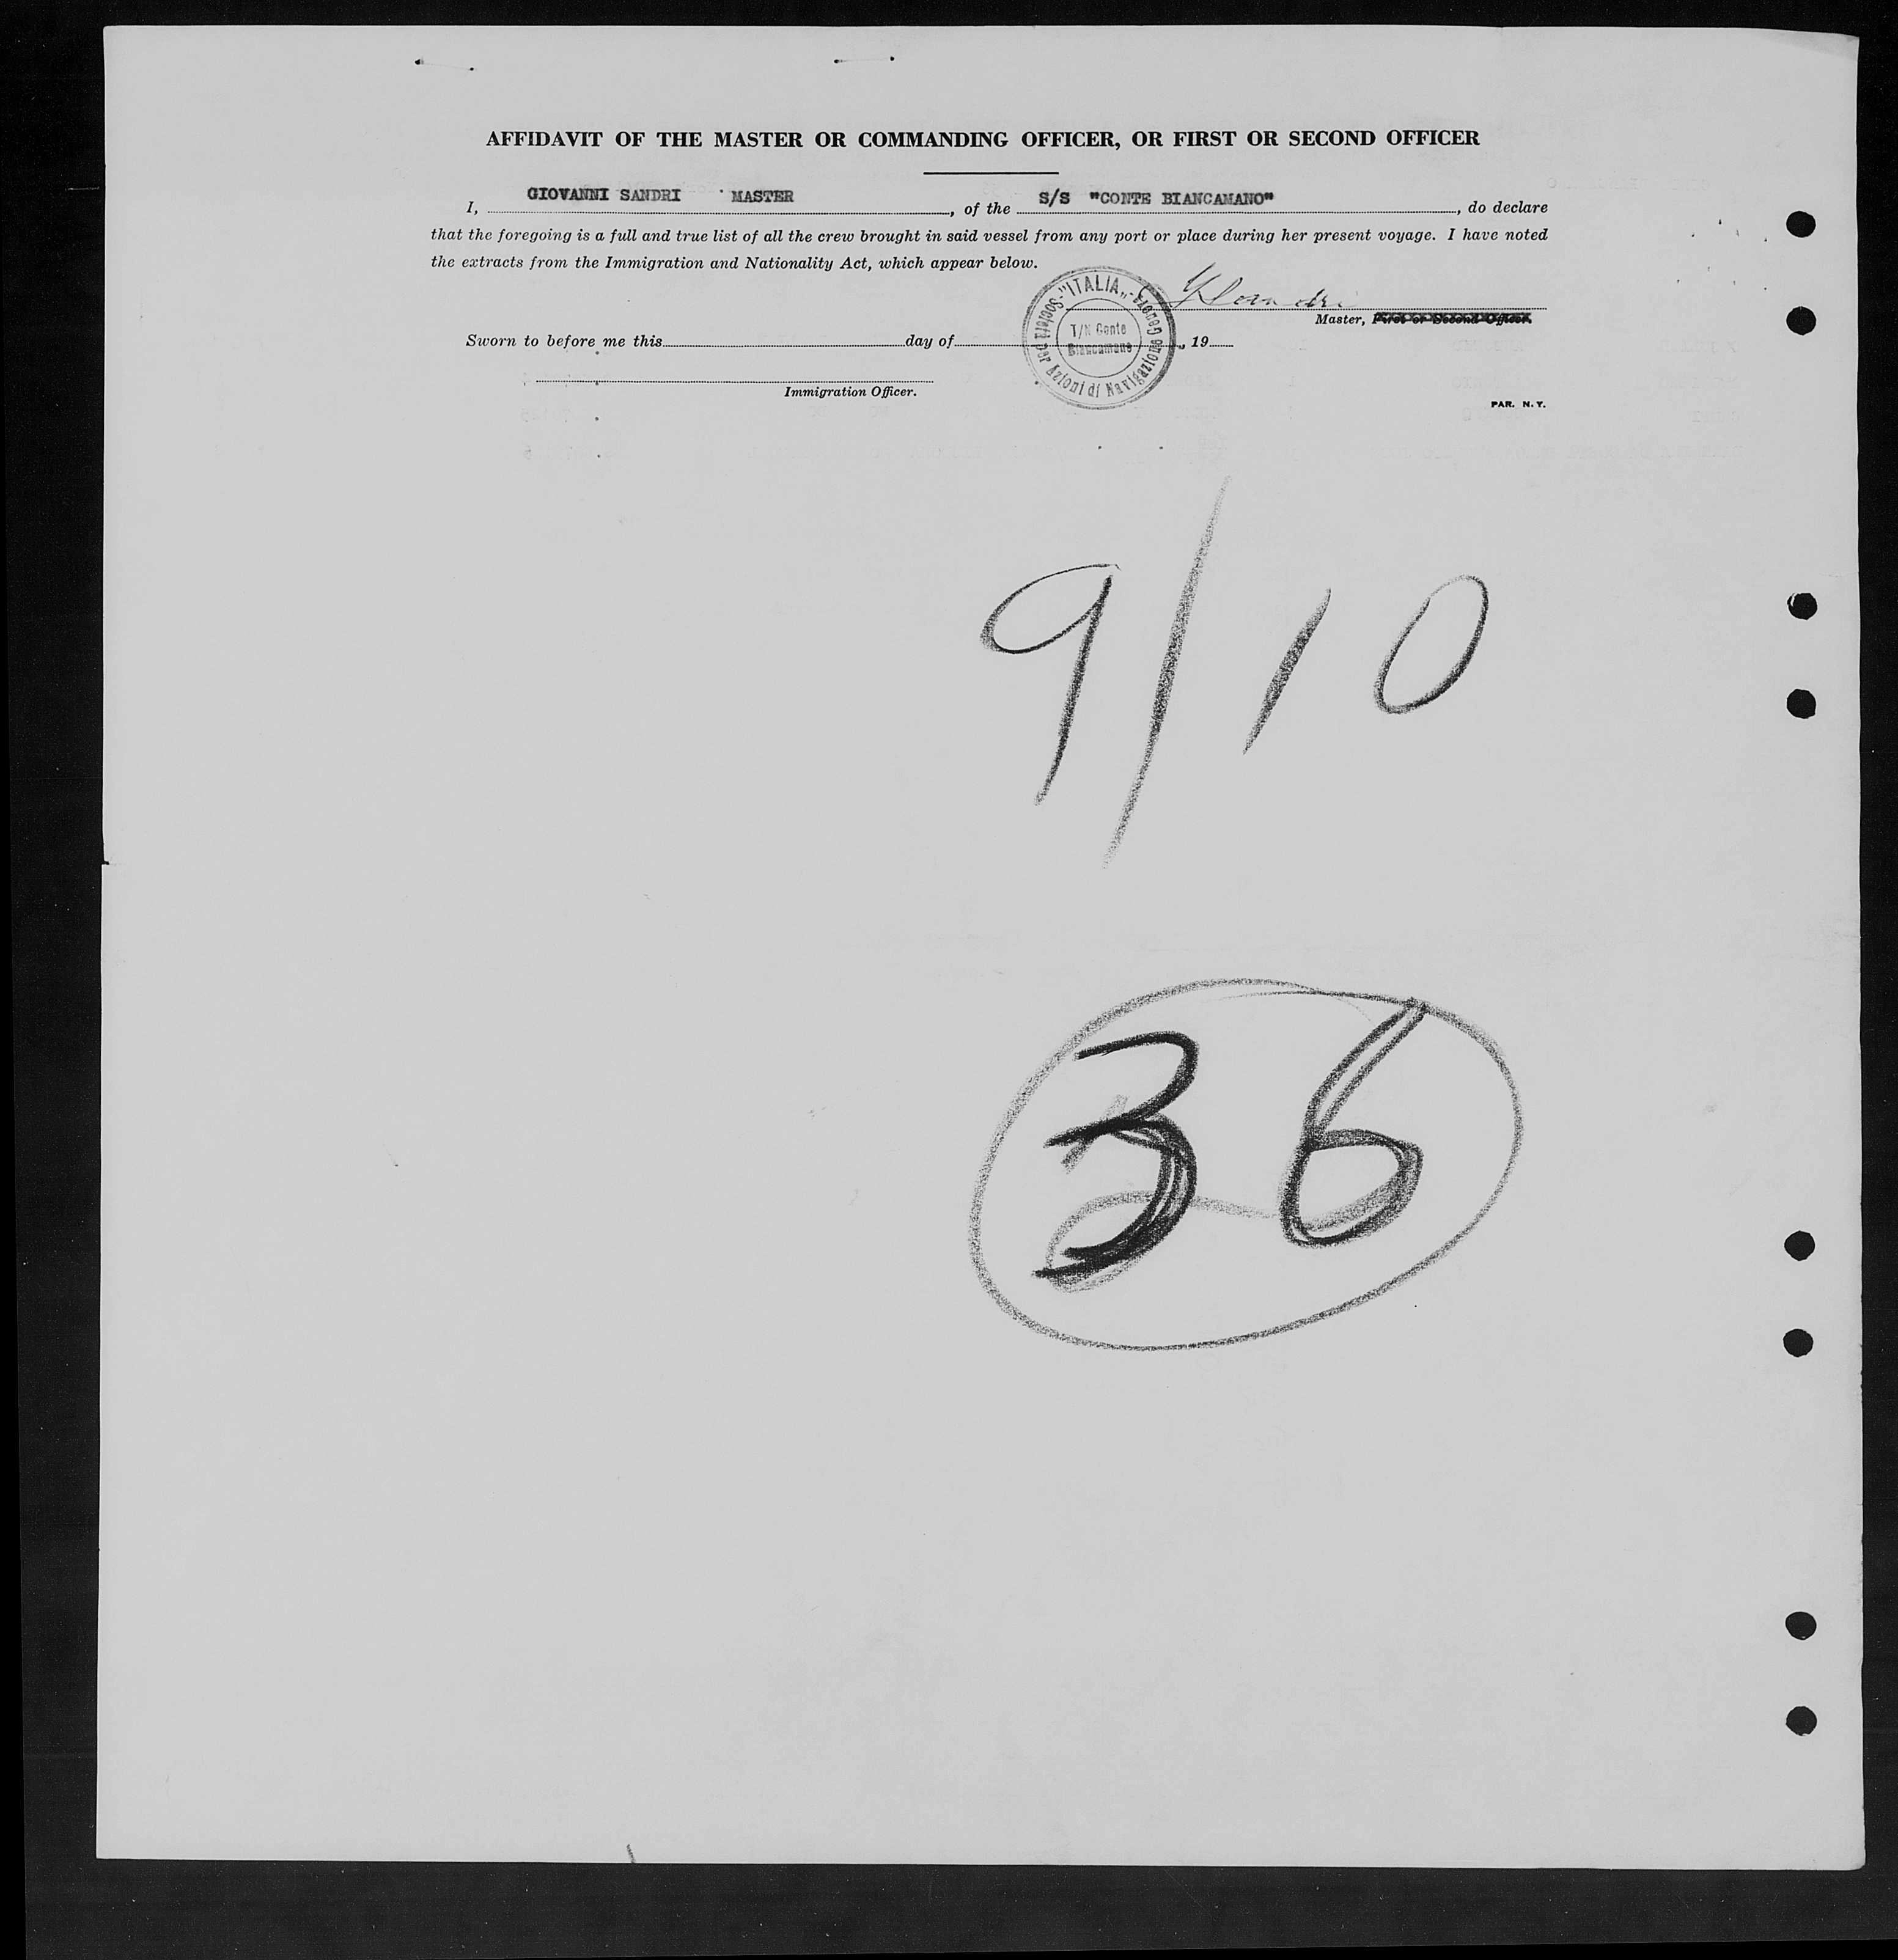 AFFIDAVIT OF THE MASTER OR COMMANDING OFFICER, OR FIRST OR SECOND OFFICER
I, GIOVANNI SANDRI MASTER, of the S/S "CONTE BIANCAMANO", do declare
that the foregoing is a full and true list of all the crew brought in said vessel from any port or place during her present voyage. I have noted
the extracts from the Immigration and Nationality Act, which appear below.
Master, First or Second Officer.
"ITALIA" - Società per Azioni di Navigazione - Genova
T/N Conte
Biancamano
Sworn to before me this day of , 19
Immigration Officer.
PAR. N. Y.
9/10
36